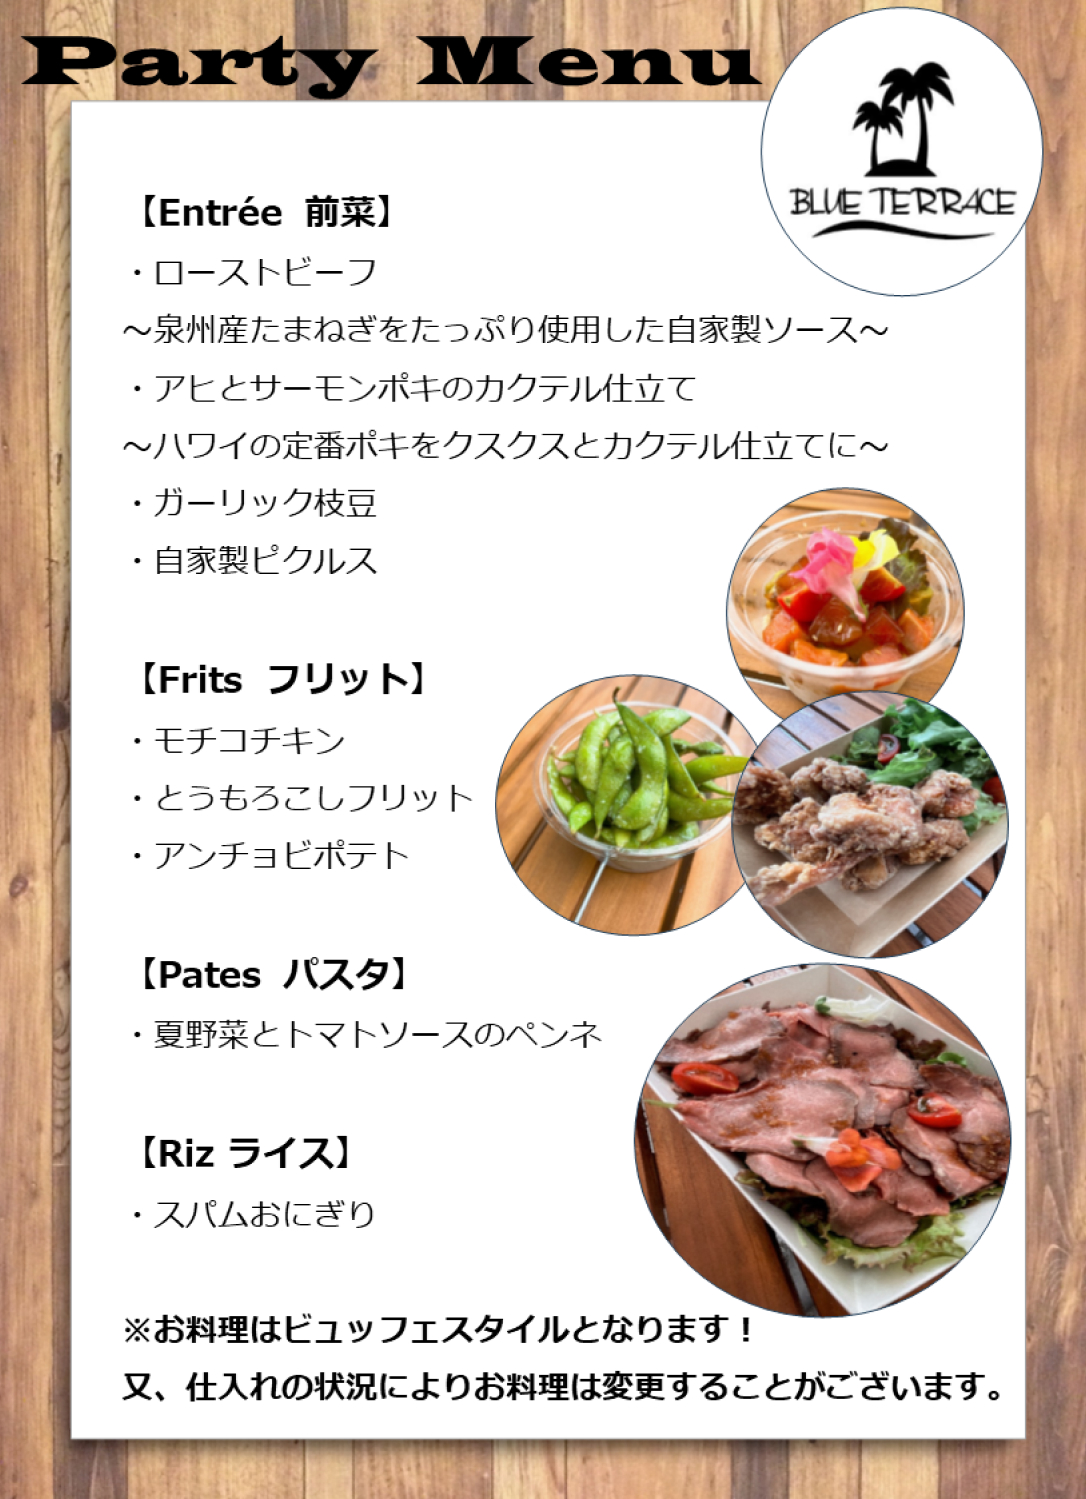 Party Menu
BLUE TERRACE
【Entrée 前菜】
・ローストビーフ
～泉州産たまねぎをたっぷり使用した自家製ソース～
・アヒとサーモンポキのカクテル仕立て
～ハワイの定番ポキをクスクスとカクテル仕立てに～
・ガーリック枝豆
・自家製ピクルス
【Frits フリット】
・モチコチキン
・とうもろこしフリット
・アンチョビポテト
【Pates パスタ】
・夏野菜とトマトソースのペンネ
【Riz ライス】
・スパムおにぎり
※お料理はビュッフェスタイルとなります！
又、仕入れの状況によりお料理は変更することがございます。